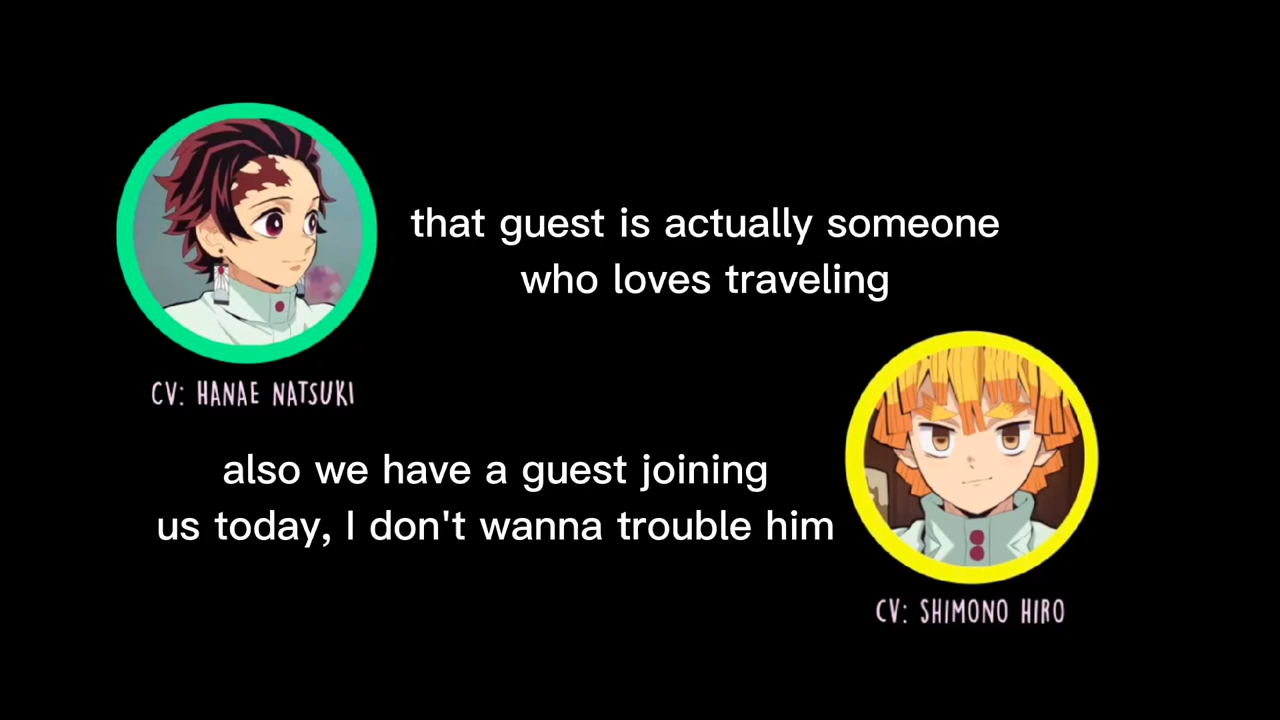 that guest is actually someone
who loves traveling
CV: HANAE NATSUKI
also we have a guest joining
us today, I don't wanna trouble him
CV: SHIMONO HIRO